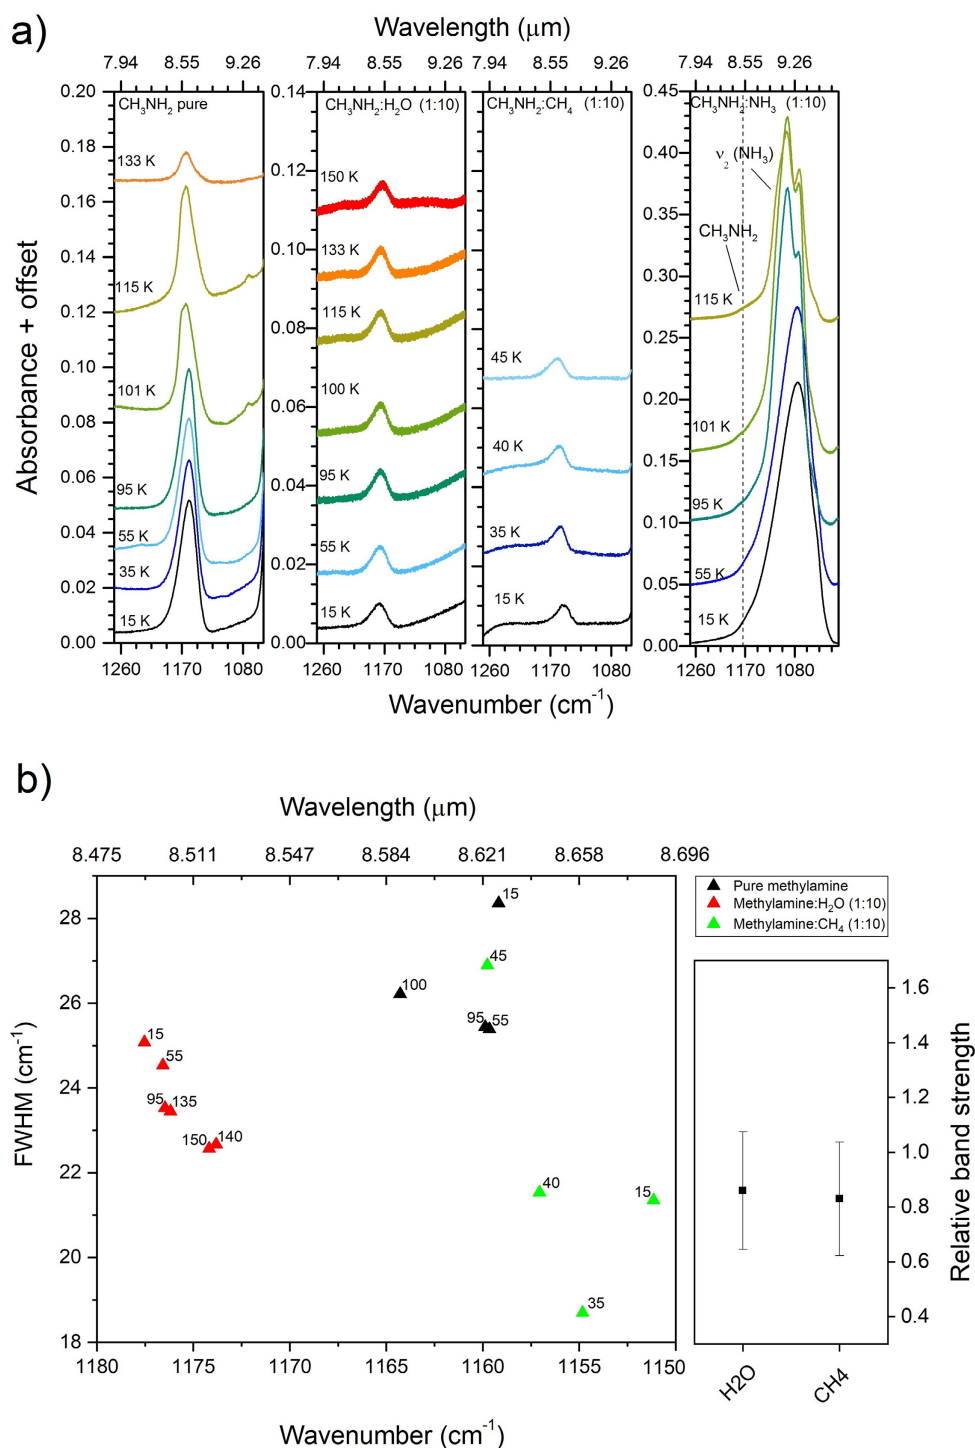 a)
Wavelength (μm)
7.94 8.55 9.26 7.94 8.55 9.26 7.94 8.55 9.26 7.94 8.55 9.26
Absorbance + offset
CH₃NH₂ pure
0.20
0.18
0.16
0.14
0.12
0.10
0.08
0.06
0.04
0.02
0.00
133 K
115 K
101 K
95 K
55 K
35 K
15 K
1260 1170 1080
CH₃NH₂:H₂O (1:10)
0.14
0.12
0.10
0.08
0.06
0.04
0.02
0.00
150 K
133 K
115 K
100 K
95 K
55 K
15 K
1260 1170 1080
CH₃NH₂:CH₄ (1:10)
45 K
40 K
35 K
15 K
1260 1170 1080
CH₃NH₂:NH₃ (1:10)
0.45
0.40
0.35
0.30
0.25
0.20
0.15
0.10
0.05
0.00
ν₂ (NH₃)
CH₃NH₂
115 K
101 K
95 K
55 K
15 K
1260 1170 1080
Wavenumber (cm⁻¹)
b)
Wavelength (μm)
8.475 8.511 8.547 8.584 8.621 8.658 8.696
FWHM (cm⁻¹)
28
26
24
22
20
18
15
45
100
95 55
15
55
95 135
150 140
40
15
35
1180 1175 1170 1165 1160 1155 1150
Wavenumber (cm⁻¹)
Pure methylamine
Methylamine:H₂O (1:10)
Methylamine:CH₄ (1:10)
1.6
1.4
1.2
1.0
0.8
0.6
0.4
Relative band strength
H2O
CH4